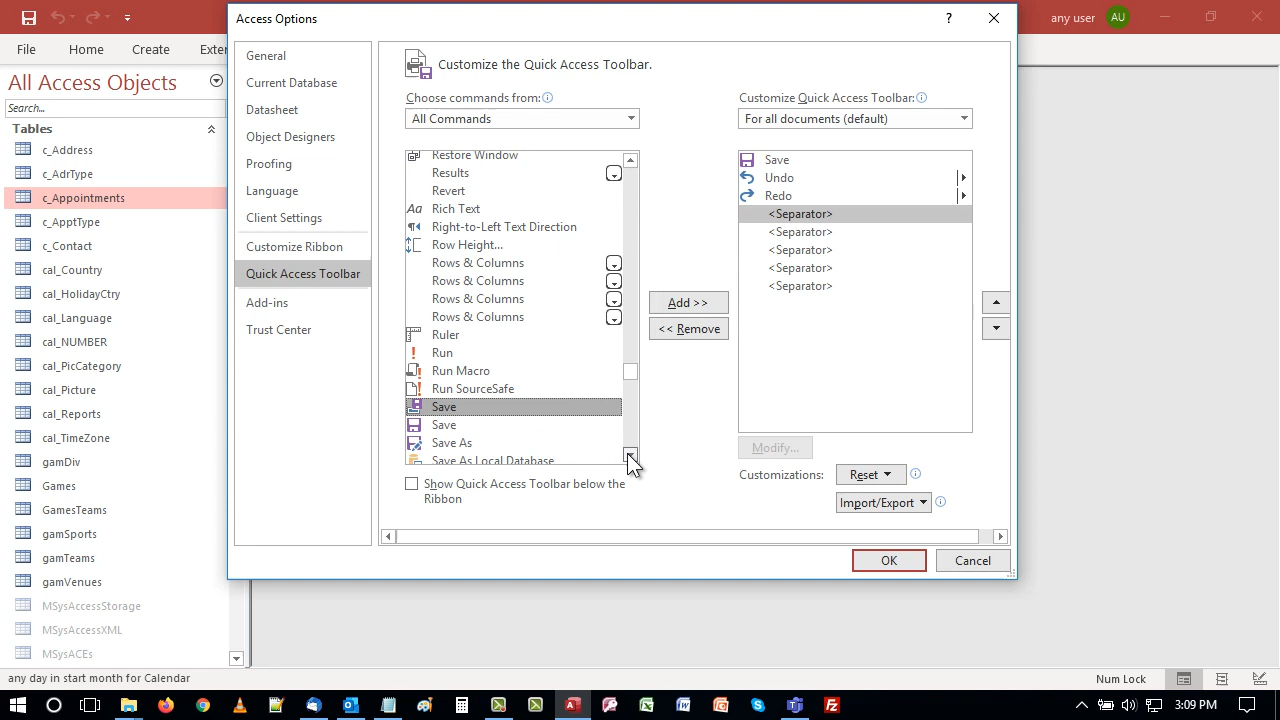 Access Options
?
any user
AU
File
Home
Create
Exter
All Access Objects
Search...
Tables
c_Address
c_AdrType
c_Appointments
c_ApptType
c_Contact
cal_Country
cal_HolidayCtry
cal_Language
cal_NUMBER
cal_PicCategory
cal_Picture
cal_Reports
cal_TimeZone
gamDiv
Games
GamesTeams
gamSports
gamTeams
gamVenues
MSysAccessStorage
MSysAccessXML
MSysACEs
General
Current Database
Datasheet
Object Designers
Proofing
Language
Client Settings
Customize Ribbon
Quick Access Toolbar
Add-ins
Trust Center
Customize the Quick Access Toolbar.
Choose commands from:
All Commands
Restore Window
Results
Revert
Rich Text
Right-to-Left Text Direction
Row Height...
Rows & Columns
Rows & Columns
Rows & Columns
Rows & Columns
Ruler
Run
Run Macro
Run SourceSafe
Save
Save
Save As
Save As Local Database
Show Quick Access Toolbar below the
Ribbon
Add >>
<< Remove
Customize Quick Access Toolbar:
For all documents (default)
Save
Undo
Redo
<Separator>
<Separator>
<Separator>
<Separator>
<Separator>
Modify...
Customizations:
Reset
Import/Export
OK
Cancel
any day in start month for Calendar
Num Lock
3:09 PM